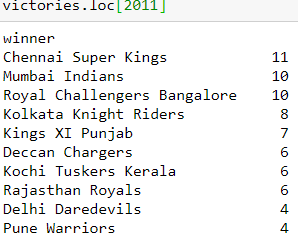 victories.loc[2011]
winner
Chennai Super Kings 11
Mumbai Indians 10
Royal Challengers Bangalore 10
Kolkata Knight Riders 8
Kings XI Punjab 7
Deccan Chargers 6
Kochi Tuskers Kerala 6
Rajasthan Royals 6
Delhi Daredevils 4
Pune Warriors 4